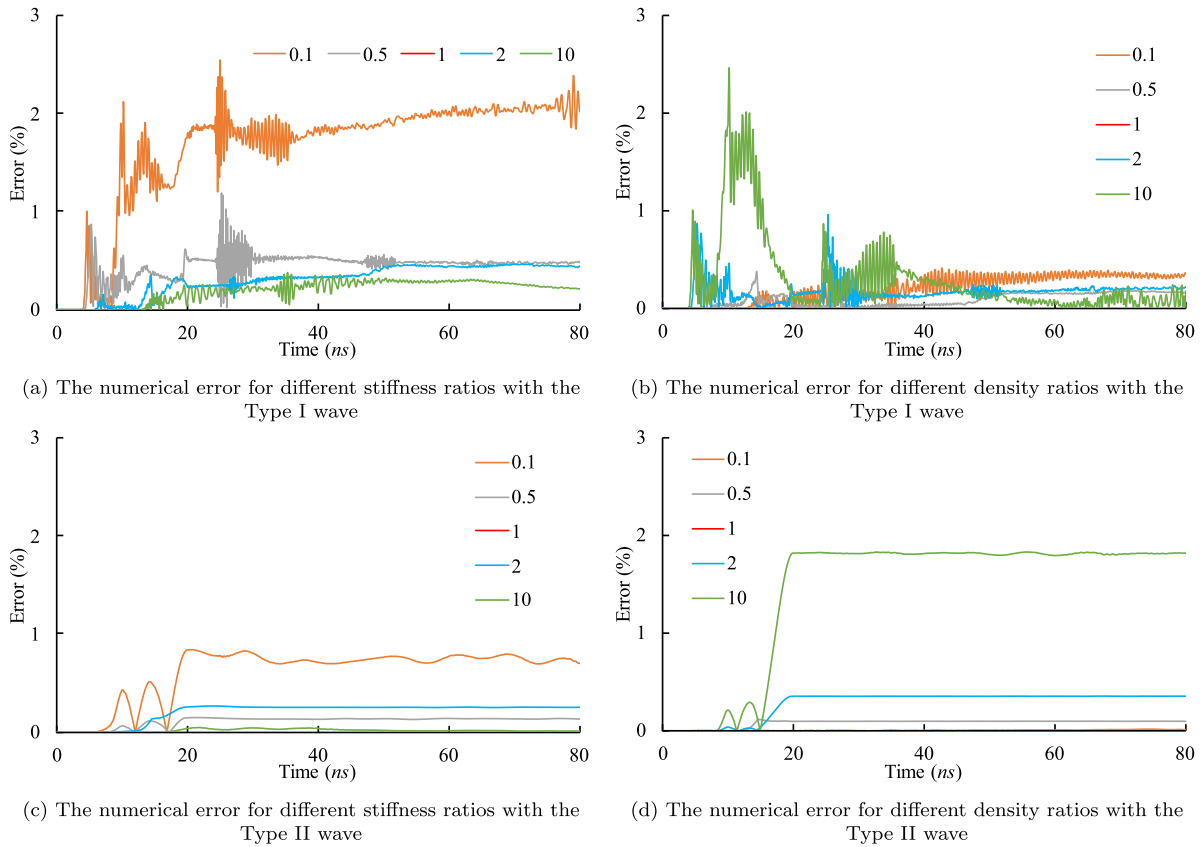 3
2
1
0
Error (%)
0.1 0.5 1 2 10
0 20 40 60 80
Time (ns)
(a) The numerical error for different stiffness ratios with the
Type I wave
3
2
1
0
Error (%)
0.1
0.5
1
2
10
0 20 40 60 80
Time (ns)
(b) The numerical error for different density ratios with the
Type I wave
3
2
1
0
Error (%)
0.1
0.5
1
2
10
0 20 40 60 80
Time (ns)
(c) The numerical error for different stiffness ratios with the
Type II wave
3
2
1
0
Error (%)
0.1
0.5
1
2
10
0 20 40 60 80
Time (ns)
(d) The numerical error for different density ratios with the
Type II wave